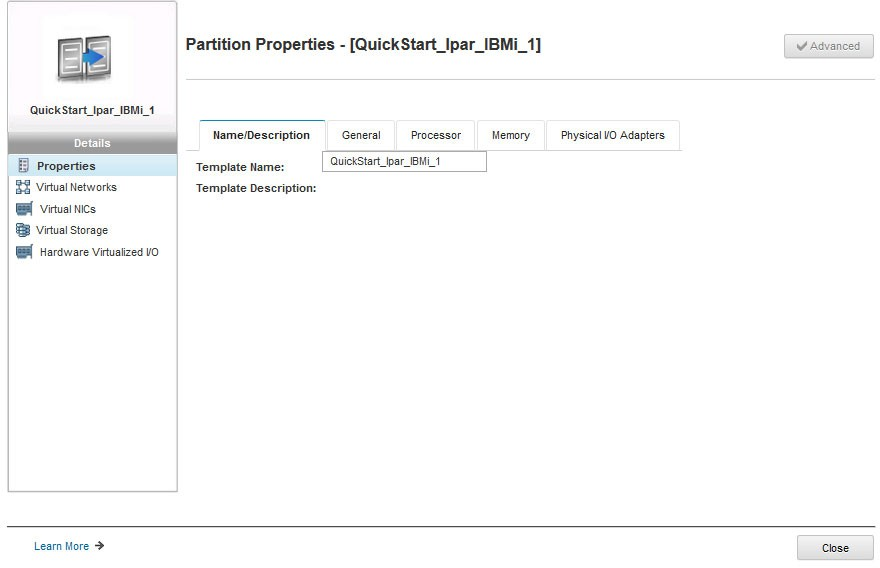 QuickStart_lpar_IBMi_1
Details
Properties
Virtual Networks
Virtual NICs
Virtual Storage
Hardware Virtualized I/O
Partition Properties - [QuickStart_lpar_IBMi_1]
Advanced
Name/Description General Processor Memory Physical I/O Adapters
Template Name: QuickStart_lpar_IBMi_1
Template Description:
Learn More
Close